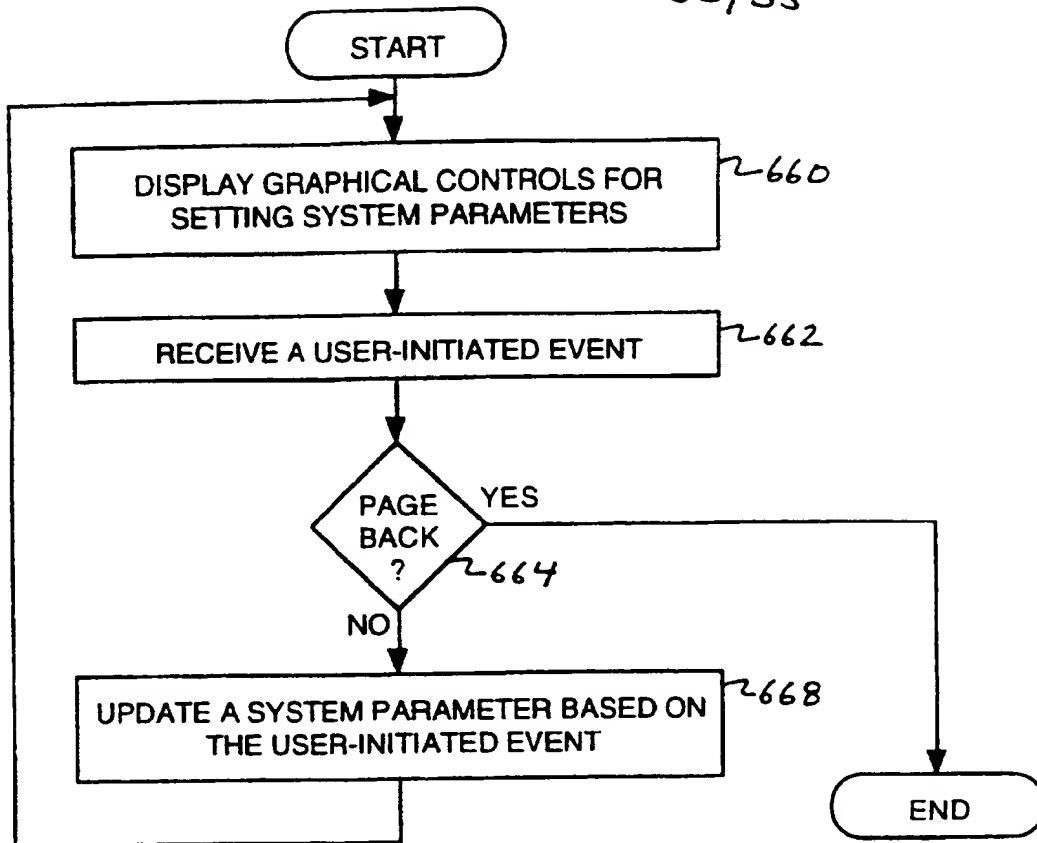 START
DISPLAY GRAPHICAL CONTROLS FOR
SETTING SYSTEM PARAMETERS
660
RECEIVE A USER-INITIATED EVENT
662
PAGE
BACK
?
YES
664
NO
UPDATE A SYSTEM PARAMETER BASED ON
THE USER-INITIATED EVENT
668
END